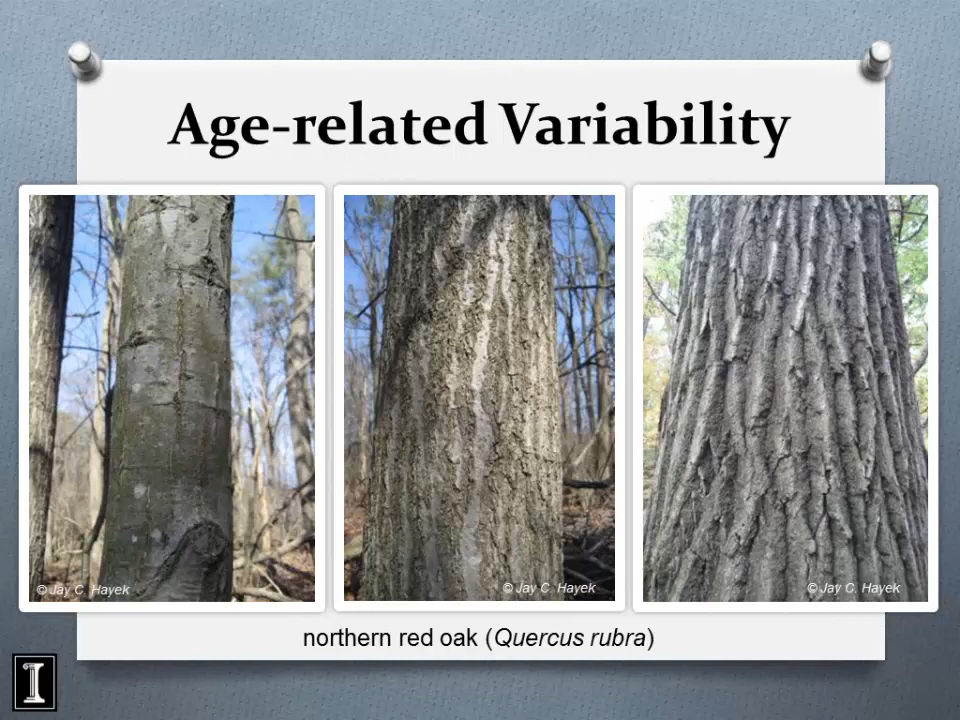 Age-related Variability
© Jay C. Hayek
© Jay C. Hayek
© Jay C. Hayek
northern red oak (Quercus rubra)
I